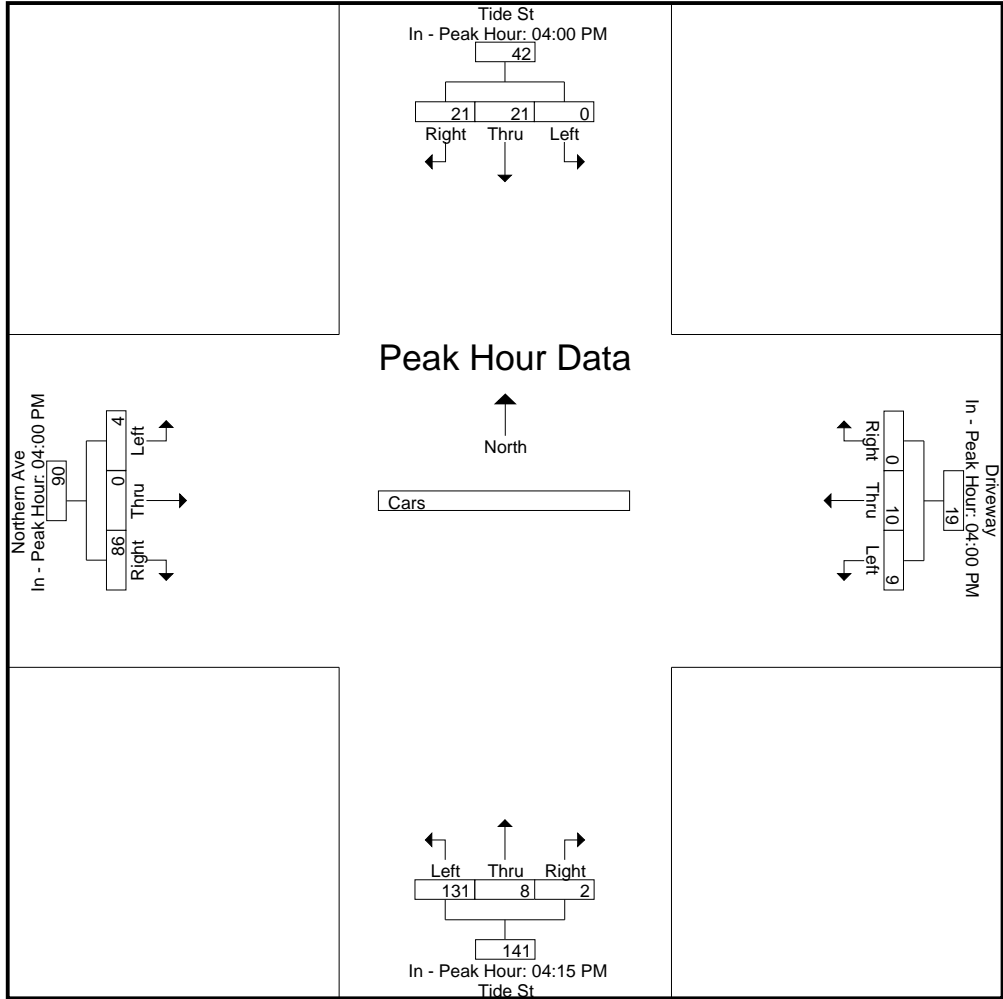 Tide St
In - Peak Hour: 04:00 PM
42
21 21 0
Right Thru Left
Peak Hour Data
North
Cars
Northern Ave
In - Peak Hour: 04:00 PM
90
4 0 86
Left Thru Right
Driveway
In - Peak Hour: 04:00 PM
19
0 10 9
Right Thru Left
Left Thru Right
131 8 2
141
In - Peak Hour: 04:15 PM
Tide St